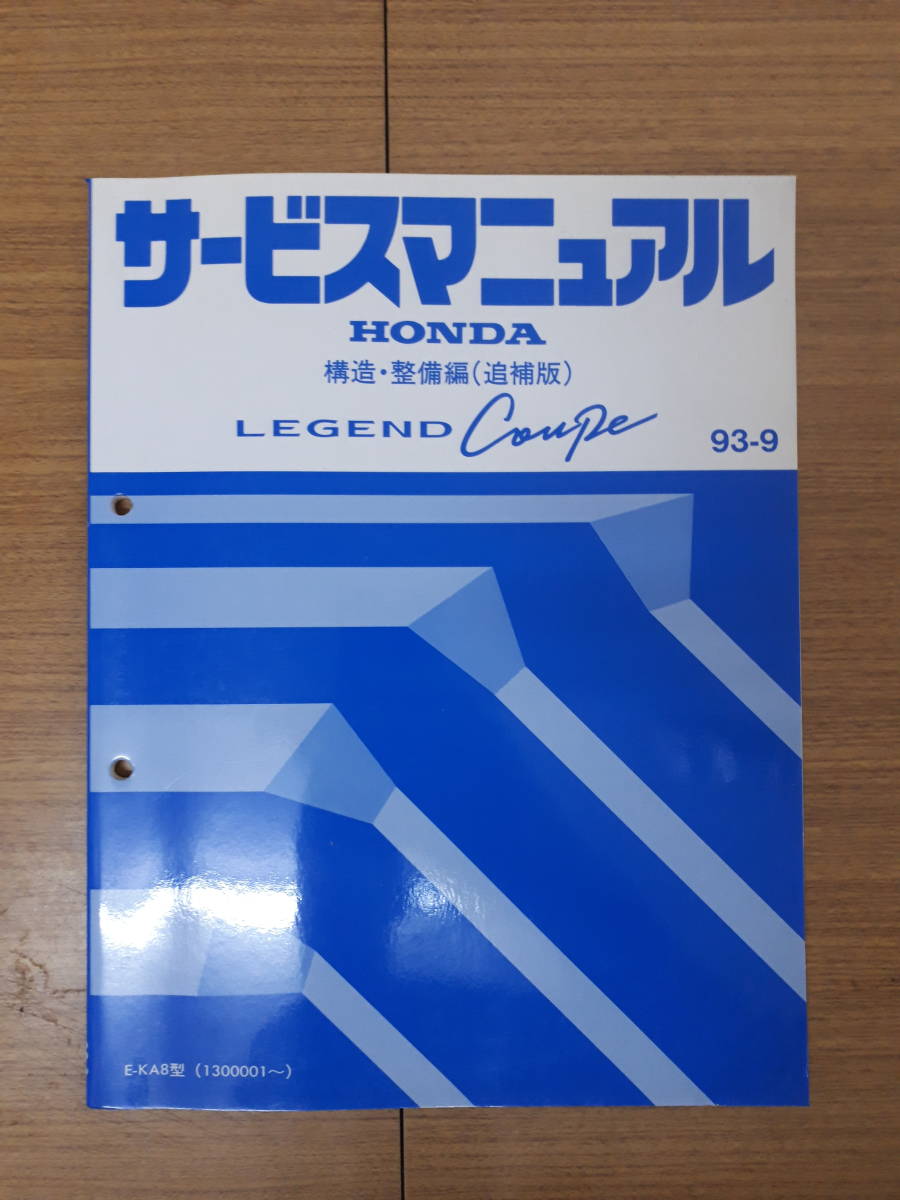 サービスマニュアル
HONDA
構造・整備編(追補版)
LEGEND Coupe
93-9
E-KA8型 (1300001～)